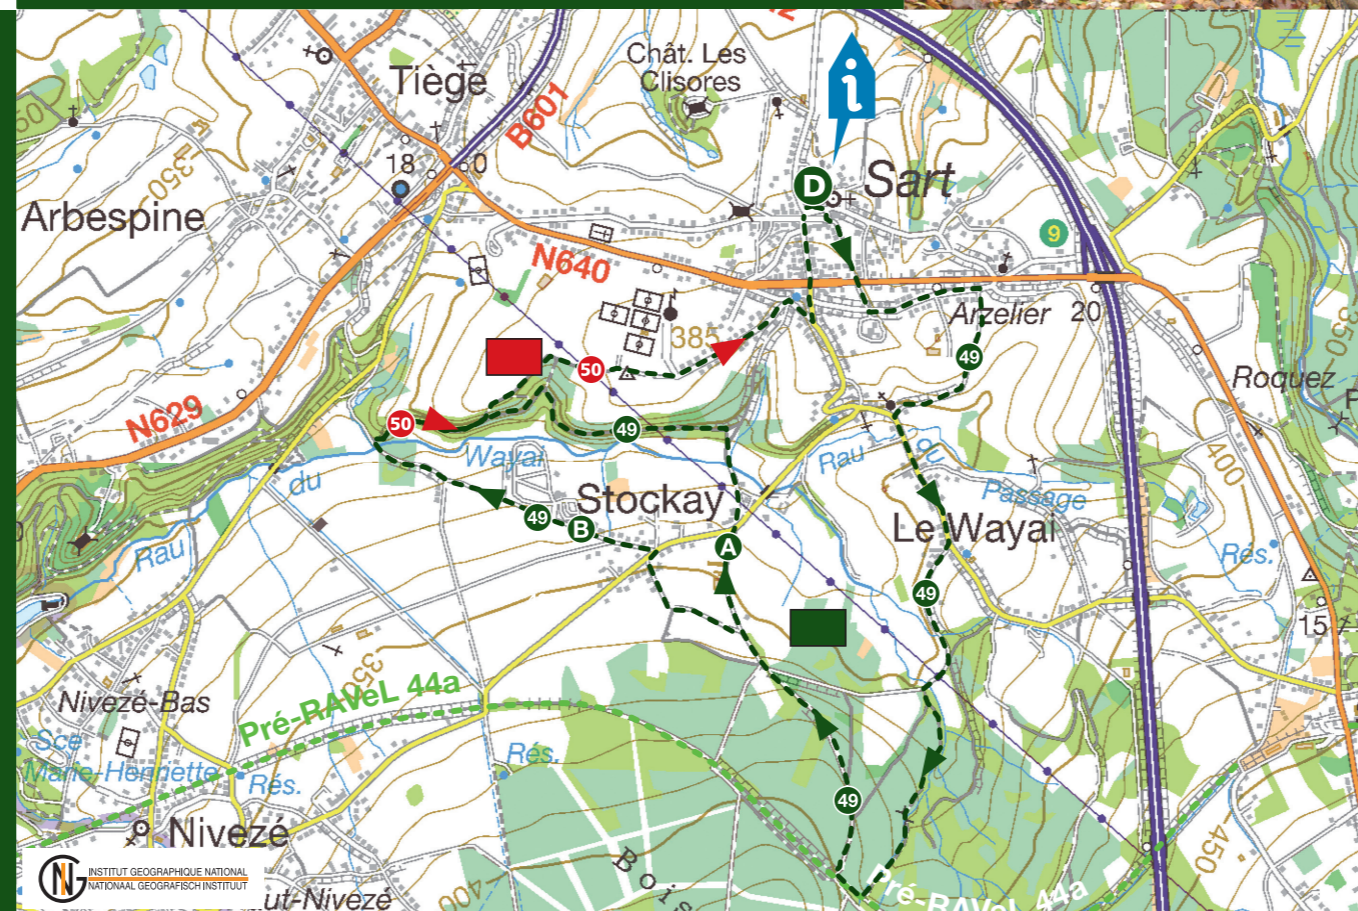 Chât. Les
Clisores
Tiège
B601
i
50
350
18
0
D
Sart
Arbespine
9
N640
385
Arzelier
20
49
50
Roquez
350
N629
50
49
Wayai
Rau
du
400
du
Stockay
Passage
49
B
A
Le Wayai
Rau
Rés.
49
15
350
Nivezé-Bas
Pré-RAVeL 44a
Sce
Marie-Henriette
Rés.
Rés.
49
Nivezé
450
Bois
400
Pré-RAVeL 44a
INSTITUT GEOGRAPHIQUE NATIONAL
NATIONAAL GEOGRAFISCH INSTITUUT
ut-Nivezé